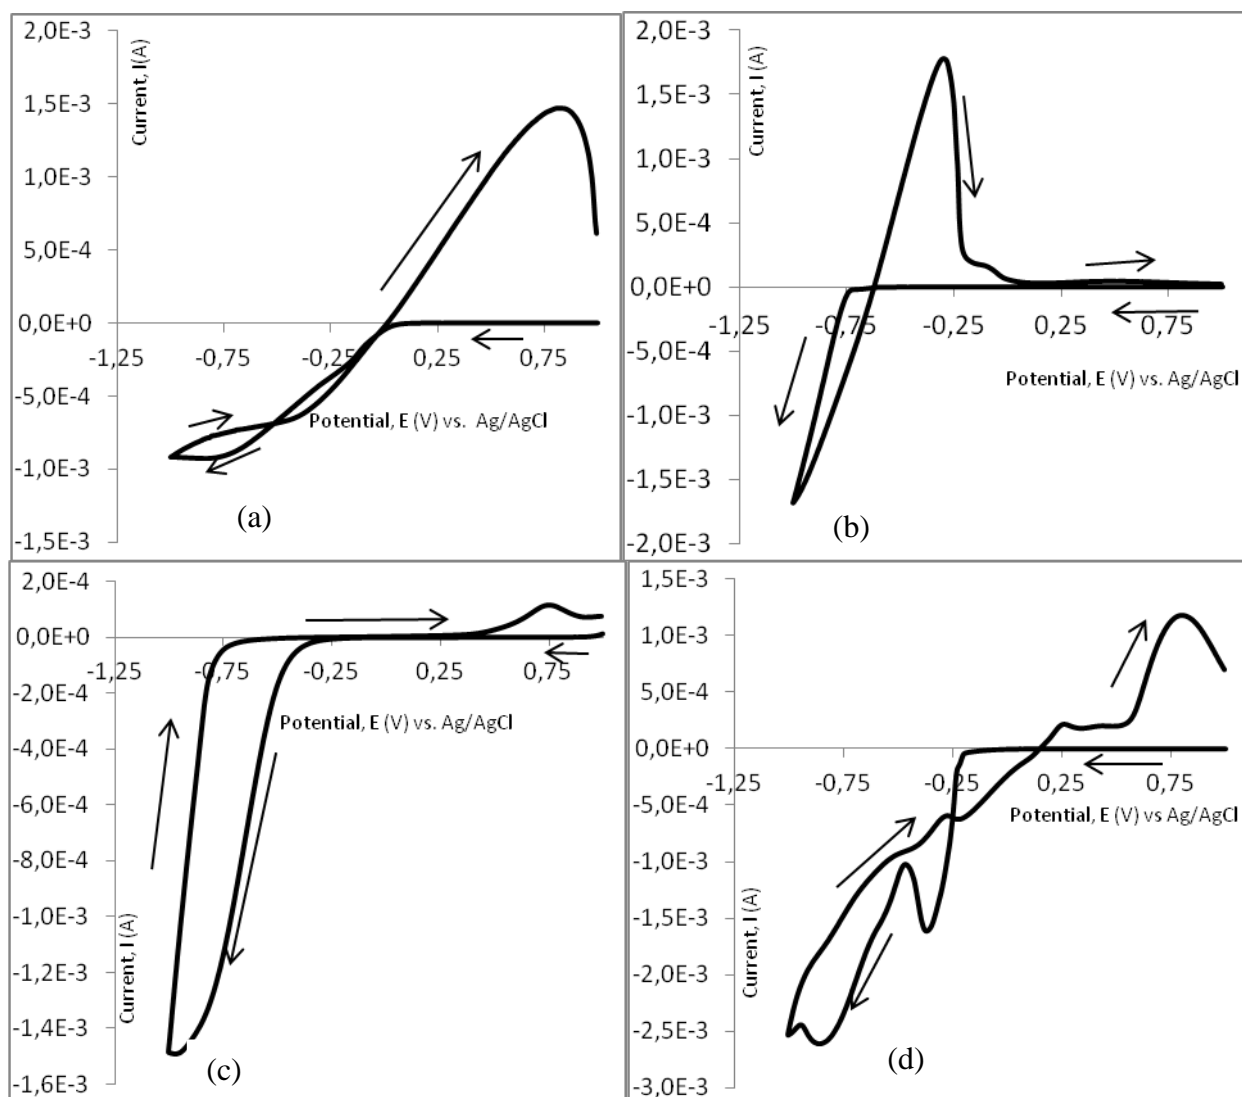 2,0E-3
1,5E-3
1,0E-3
5,0E-4
0,0E+0
-5,0E-4
-1,0E-3
-1,5E-3
Current, I(A)
-1,25 -0,75 -0,25 0,25 0,75
Potential, E (V) vs. Ag/AgCl
(a)
2,0E-3
1,5E-3
1,0E-3
5,0E-4
0,0E+0
-5,0E-4
-1,0E-3
-1,5E-3
-2,0E-3
Current, I (A)
-1,25 -0,75 -0,25 0,25 0,75
Potential, E (V) vs. Ag/AgCl
(b)
2,0E-4
0,0E+0
-2,0E-4
-4,0E-4
-6,0E-4
-8,0E-4
-1,0E-3
-1,2E-3
-1,4E-3
-1,6E-3
Current, I (A)
-1,25 -0,75 -0,25 0,25 0,75
Potential, E (V) vs. Ag/AgCl
(c)
1,5E-3
1,0E-3
5,0E-4
0,0E+0
-5,0E-4
-1,0E-3
-1,5E-3
-2,0E-3
-2,5E-3
-3,0E-3
Current, I (A)
-1,25 -0,75 -0,25 0,25 0,75
Potential, E (V) vs Ag/AgCl
(d)